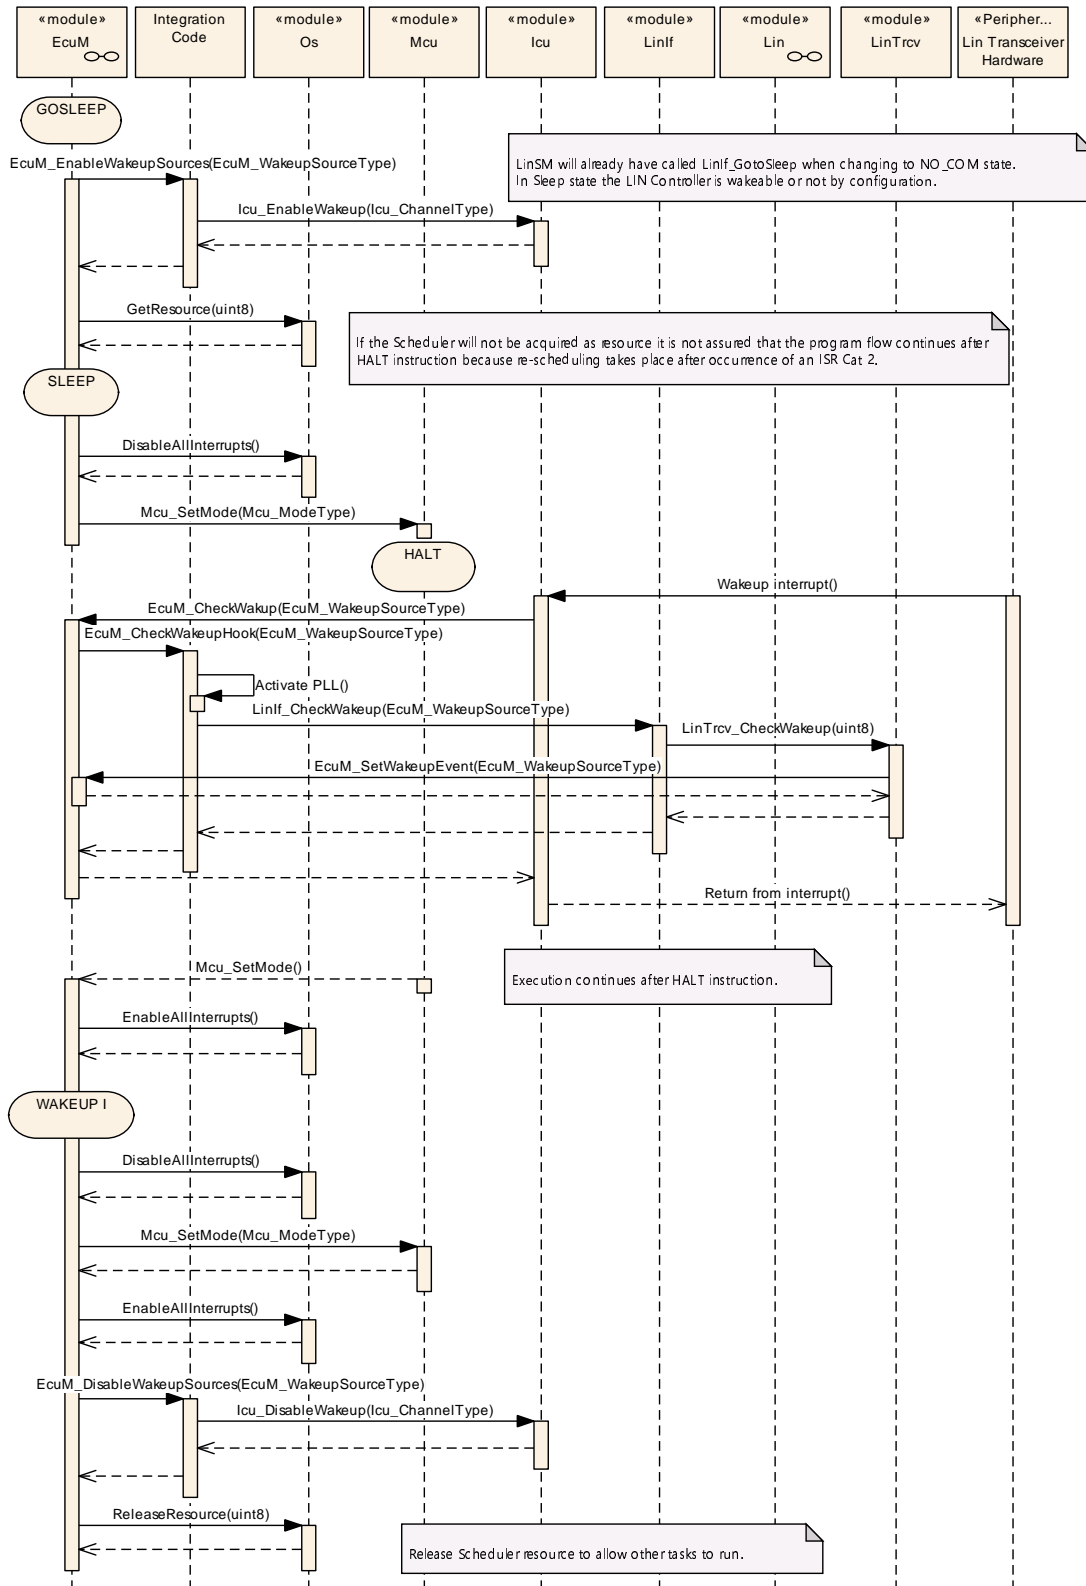 «module»
EcuM
Integration
Code
«module»
Os
«module»
Mcu
«module»
Icu
«module»
LinIf
«module»
Lin
«module»
LinTrcv
«Peripher...
Lin Transceiver
Hardware
GOSLEEP
LinSM will already have called LinIf_GotoSleep when changing to NO_COM state.
In Sleep state the LIN Controller is wakeable or not by configuration.
EcuM_EnableWakeupSources(EcuM_WakeupSourceType)
Icu_EnableWakeup(Icu_ChannelType)
GetResource(uint8)
If the Scheduler will not be acquired as resource it is not assured that the program flow continues after
HALT instruction because re-scheduling takes place after occurrence of an ISR Cat 2.
SLEEP
DisableAllInterrupts()
Mcu_SetMode(Mcu_ModeType)
HALT
Wakeup interrupt()
EcuM_CheckWakup(EcuM_WakeupSourceType)
EcuM_CheckWakeupHook(EcuM_WakeupSourceType)
Activate PLL()
LinIf_CheckWakeup(EcuM_WakeupSourceType)
LinTrcv_CheckWakeup(uint8)
EcuM_SetWakeupEvent(EcuM_WakeupSourceType)
Return from interrupt()
Mcu_SetMode()
Execution continues after HALT instruction.
EnableAllInterrupts()
WAKEUP I
DisableAllInterrupts()
Mcu_SetMode(Mcu_ModeType)
EnableAllInterrupts()
EcuM_DisableWakeupSources(EcuM_WakeupSourceType)
Icu_DisableWakeup(Icu_ChannelType)
ReleaseResource(uint8)
Release Scheduler resource to allow other tasks to run.